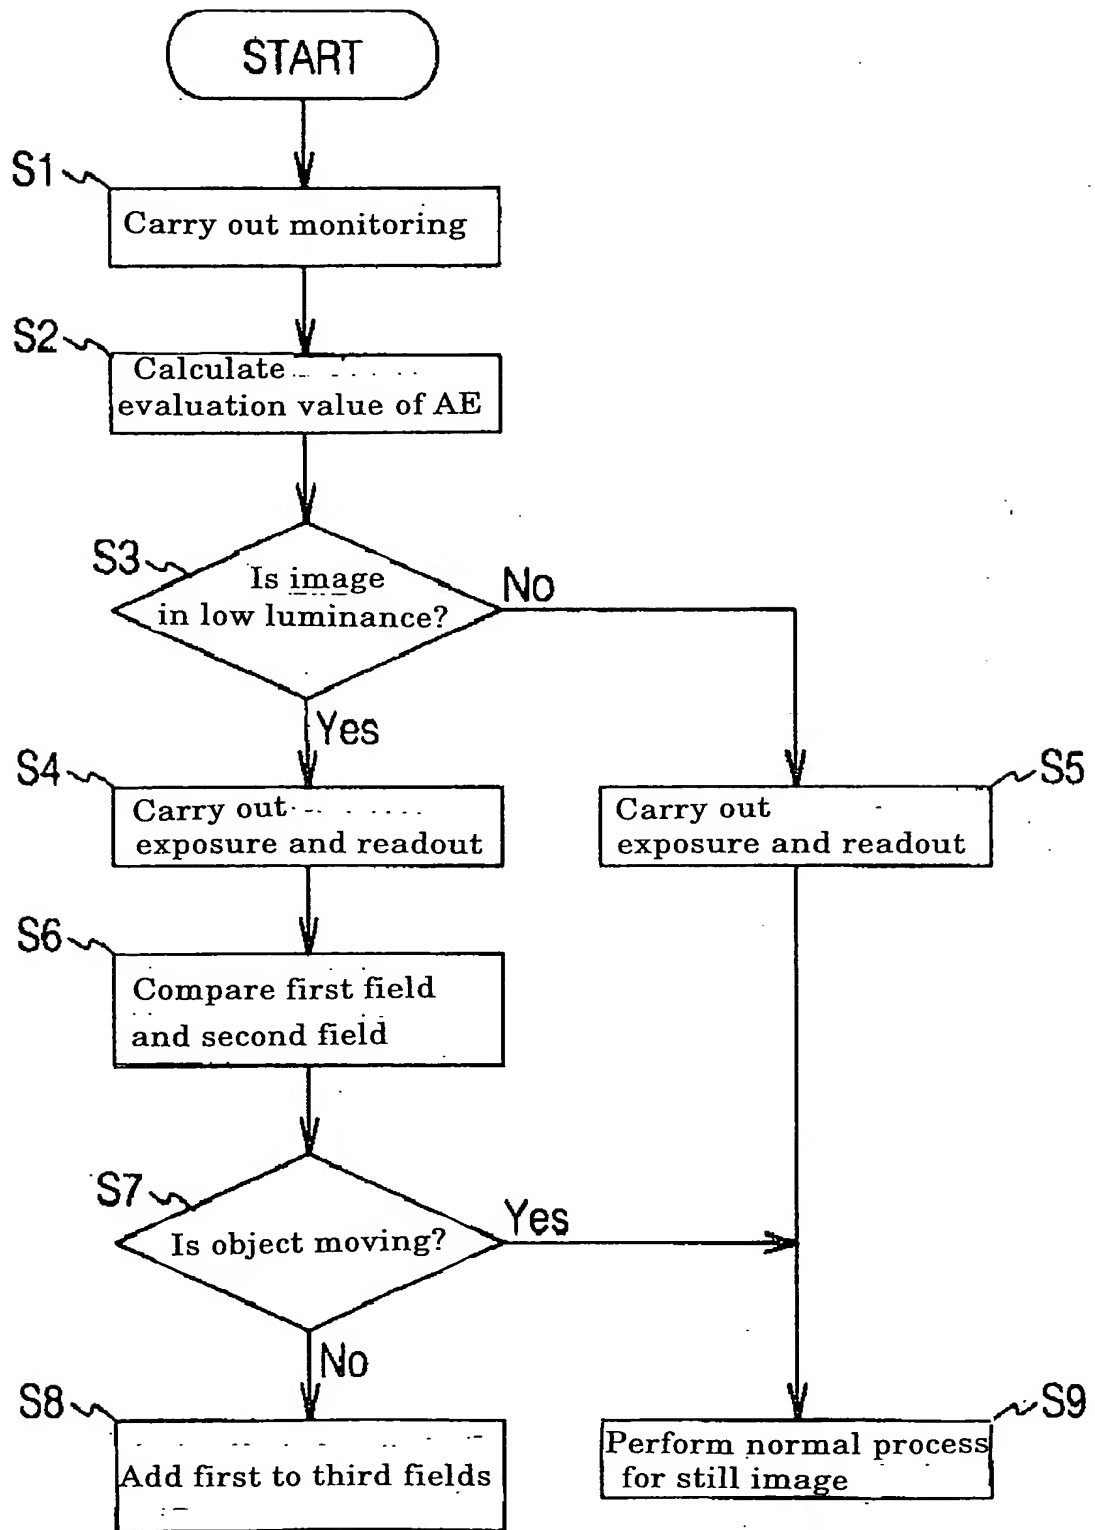 START
S1
Carry out monitoring
S2
Calculate
evaluation value of AE
S3
Is image
in low luminance?
No
Yes
S4
Carry out
exposure and readout
S5
Carry out
exposure and readout
S6
Compare first field
and second field
S7
Is object moving?
Yes
No
S8
Add first to third fields
S9
Perform normal process
for still image